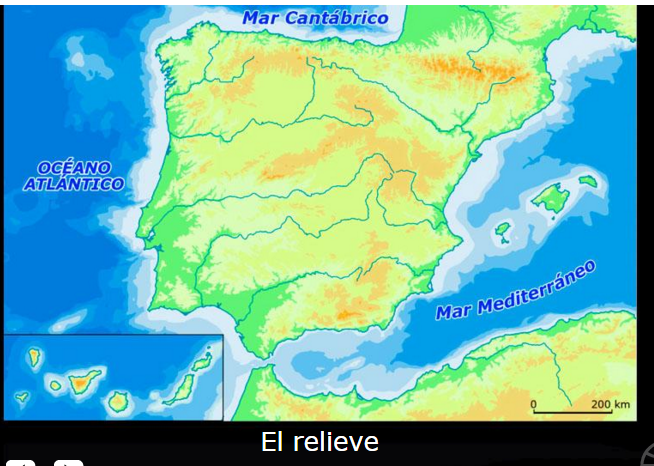 Mar Cantábrico
OCÉANO
ATLÁNTICO
Mar Mediterráneo
0 200 km
El relieve